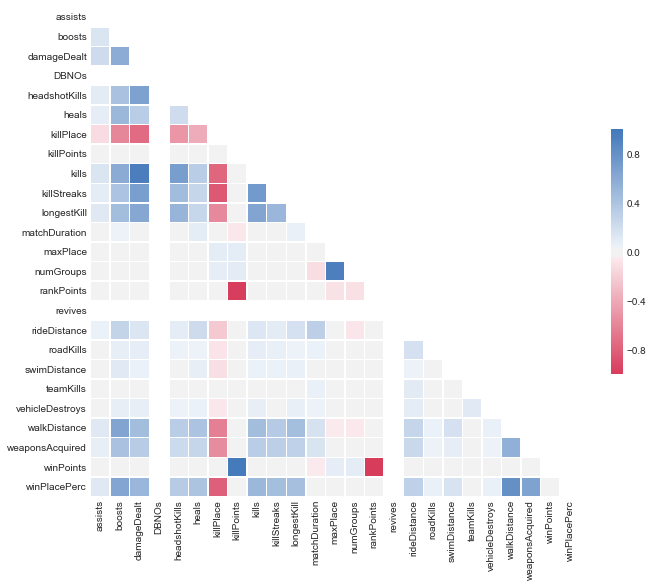 assists
boosts
damageDealt
DBNOs
headshotKills
heals
killPlace
killPoints
kills
killStreaks
longestKill
matchDuration
maxPlace
numGroups
rankPoints
revives
rideDistance
roadKills
swimDistance
teamKills
vehicleDestroys
walkDistance
weaponsAcquired
winPoints
winPlacePerc
assists
boosts
damageDealt
DBNOs
headshotKills
heals
killPlace
killPoints
kills
killStreaks
longestKill
matchDuration
maxPlace
numGroups
rankPoints
revives
rideDistance
roadKills
swimDistance
teamKills
vehicleDestroys
walkDistance
weaponsAcquired
winPoints
winPlacePerc
0.8
0.4
0.0
−0.4
−0.8